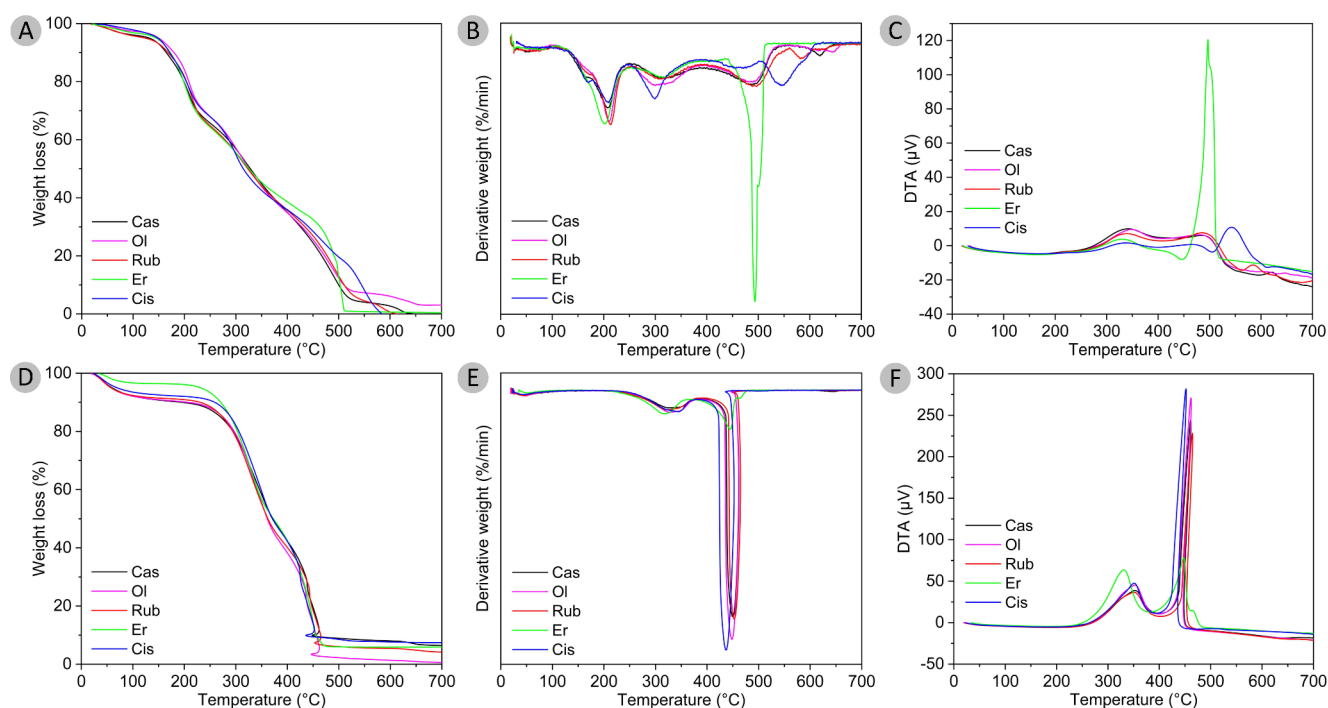 A
Weight loss (%)
100
80
60
40
20
0
Cas
Ol
Rub
Er
Cis
0 100 200 300 400 500 600 700
Temperature (°C)
B
Derivative weight (%/min)
Cas
Ol
Rub
Er
Cis
0 100 200 300 400 500 600 700
Temperature (°C)
C
DTA (µV)
120
100
80
60
40
20
0
-20
-40
Cas
Ol
Rub
Er
Cis
0 100 200 300 400 500 600 700
Temperature (°C)
D
Weight loss (%)
100
80
60
40
20
0
Cas
Ol
Rub
Er
Cis
0 100 200 300 400 500 600 700
Temperature (°C)
E
Derivative weight (%/min)
Cas
Ol
Rub
Er
Cis
0 100 200 300 400 500 600 700
Temperature (°C)
F
DTA (µV)
300
250
200
150
100
50
0
-50
Cas
Ol
Rub
Er
Cis
0 100 200 300 400 500 600 700
Temperature (°C)